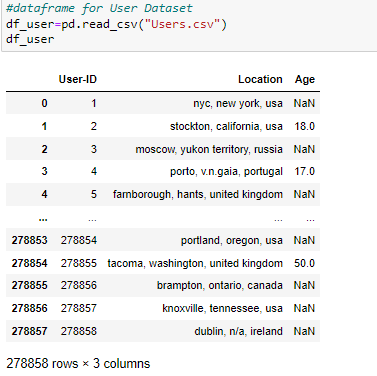 #dataframe for User Dataset
df_user=pd.read_csv("Users.csv")
df_user
User-ID Location Age
0 1 nyc, new york, usa NaN
1 2 stockton, california, usa 18.0
2 3 moscow, yukon territory, russia NaN
3 4 porto, v.n.gaia, portugal 17.0
4 5 farnborough, hants, united kingdom NaN
... ... ... ...
278853 278854 portland, oregon, usa NaN
278854 278855 tacoma, washington, united kingdom 50.0
278855 278856 brampton, ontario, canada NaN
278856 278857 knoxville, tennessee, usa NaN
278857 278858 dublin, n/a, ireland NaN
278858 rows × 3 columns